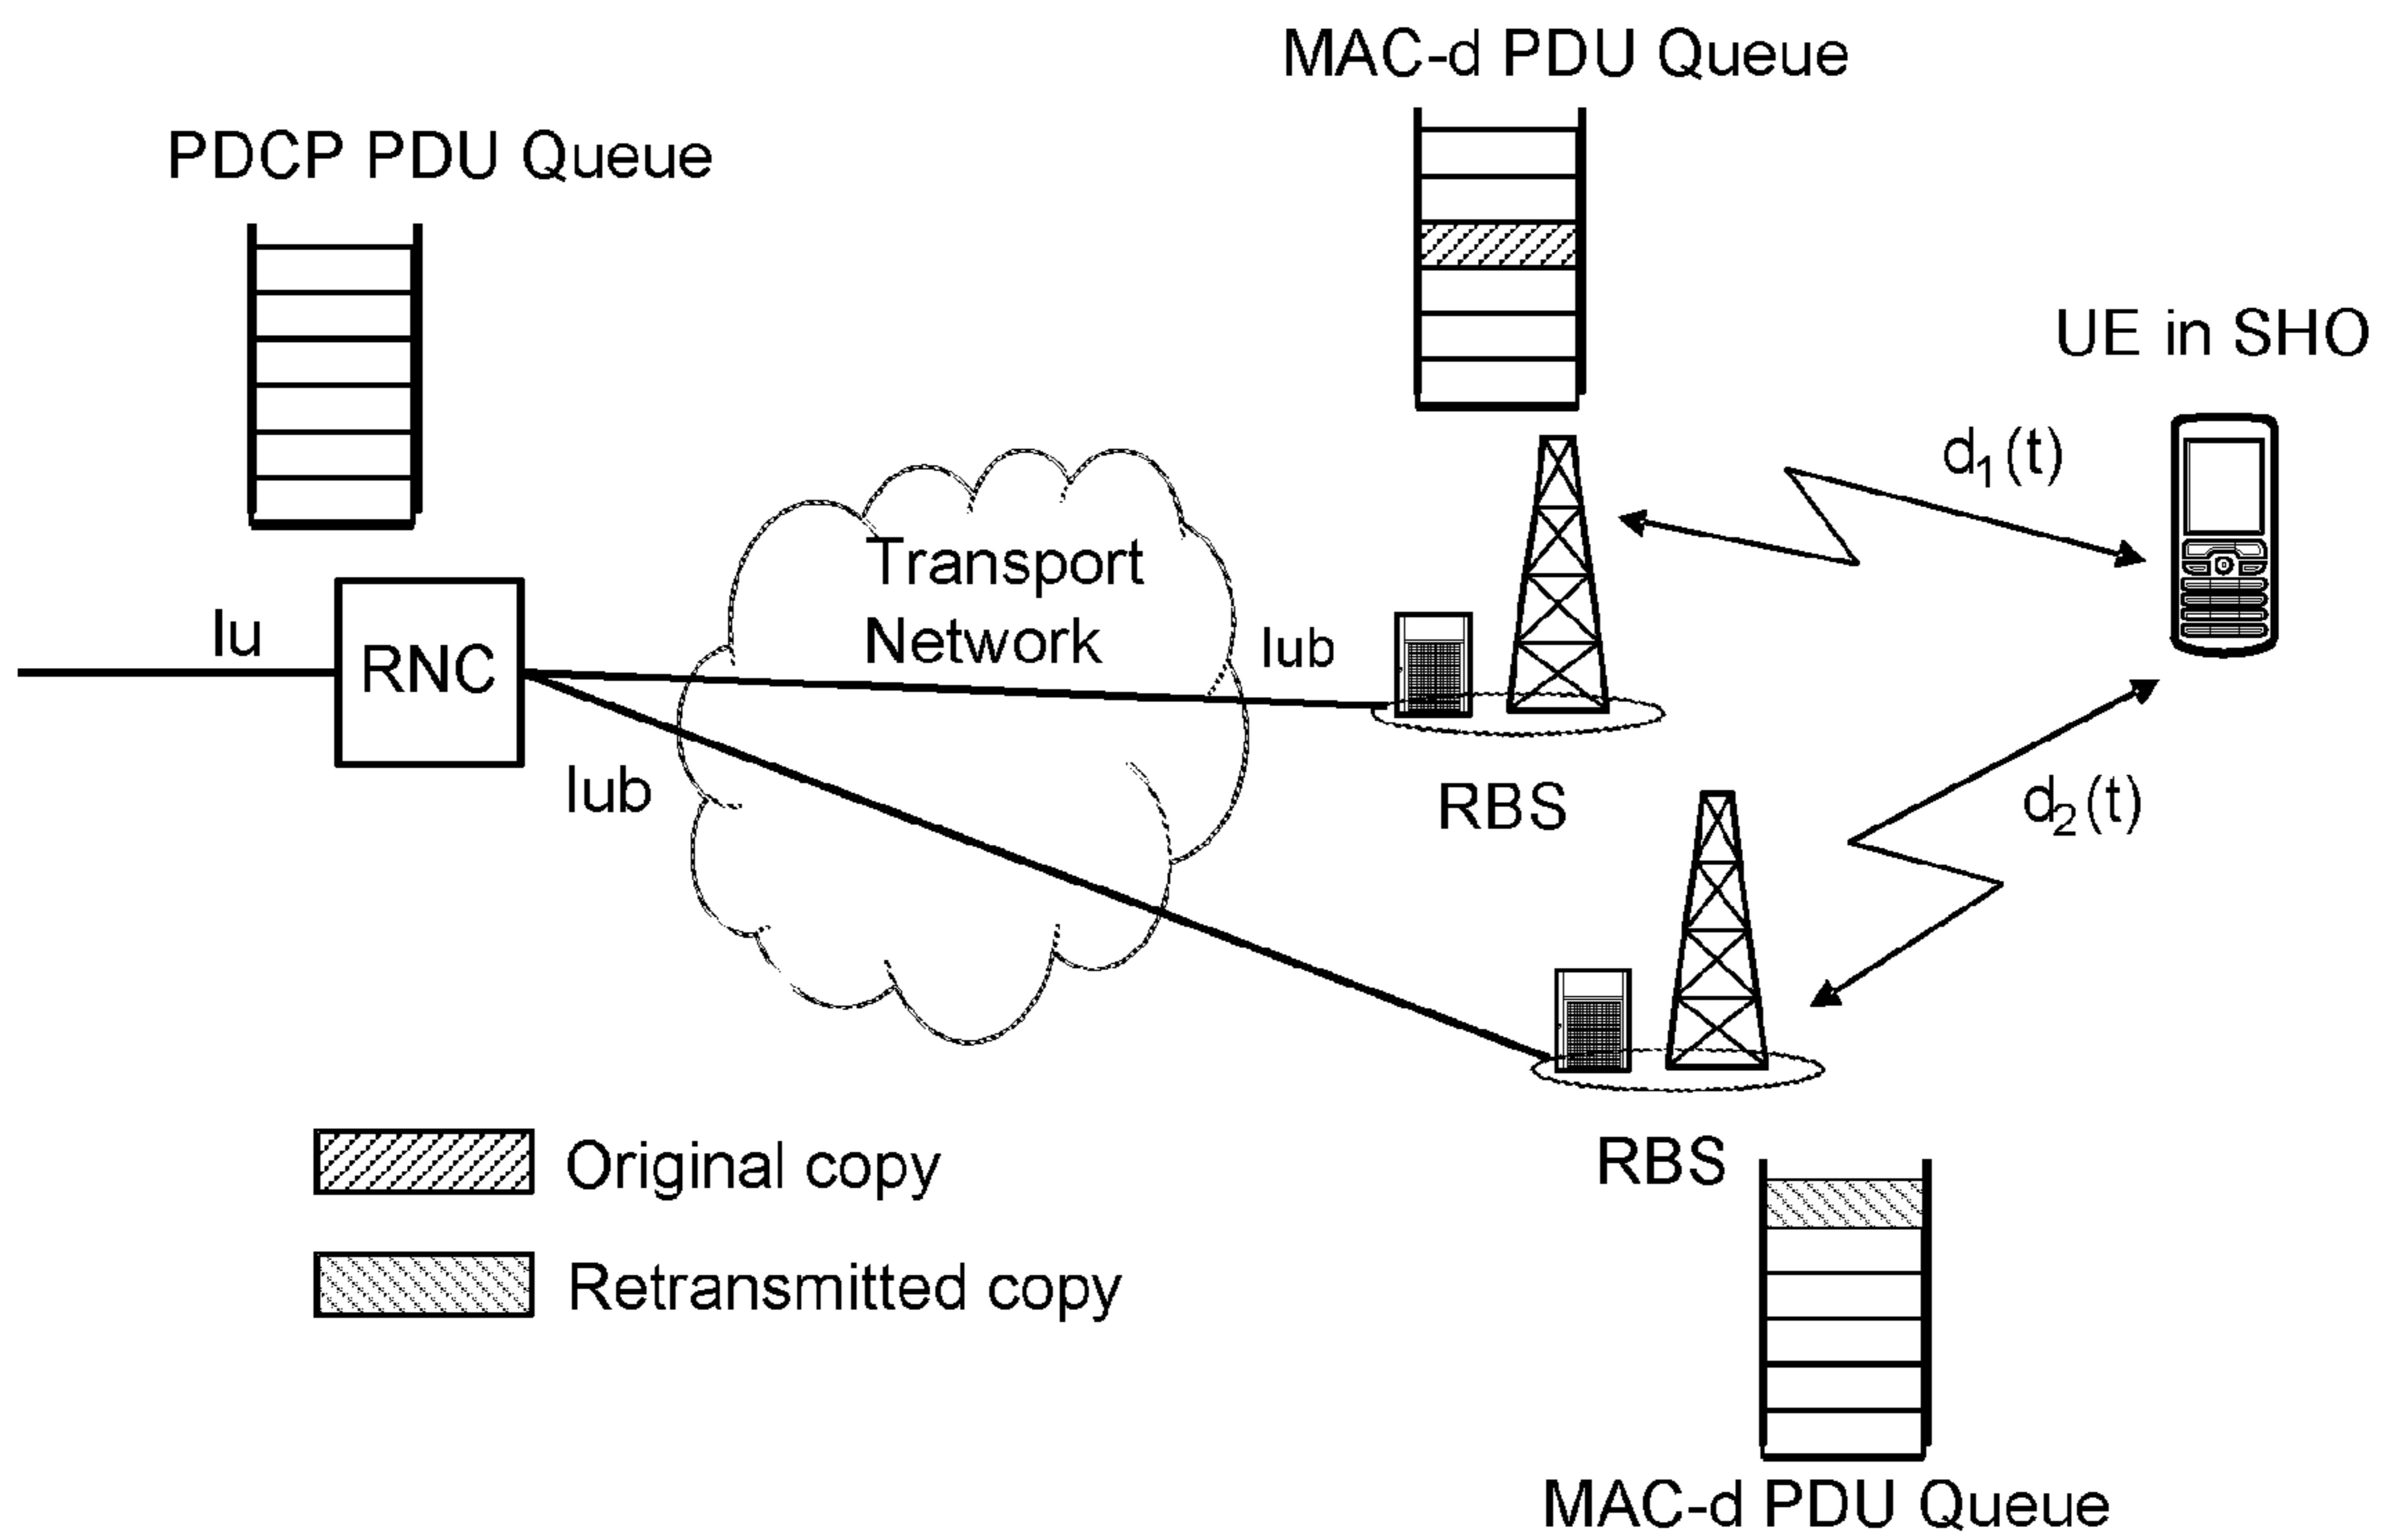 MAC-d PDU Queue
PDCP PDU Queue
UE in SHO
d1(t)
Transport
Network
Iu
RNC
Iub
Iub
RBS
d2(t)
RBS
Original copy
Retransmitted copy
MAC-d PDU Queue